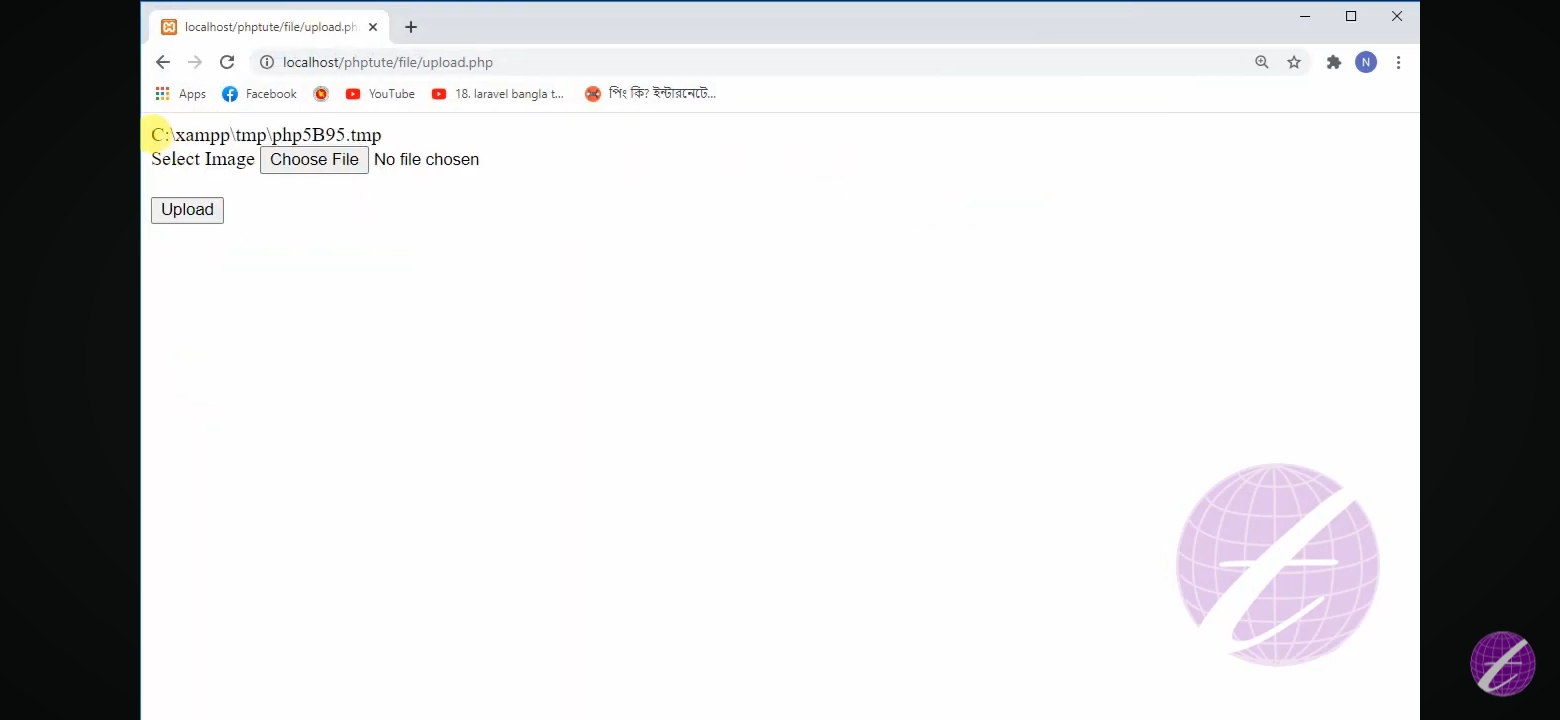 localhost/phptute/file/upload.ph
localhost/phptute/file/upload.php
N
Apps Facebook YouTube 18. laravel bangla t... পিং কি? ইন্টারনেটে...
C:\xampp\tmp\php5B95.tmp
Select Image Choose File No file chosen
Upload